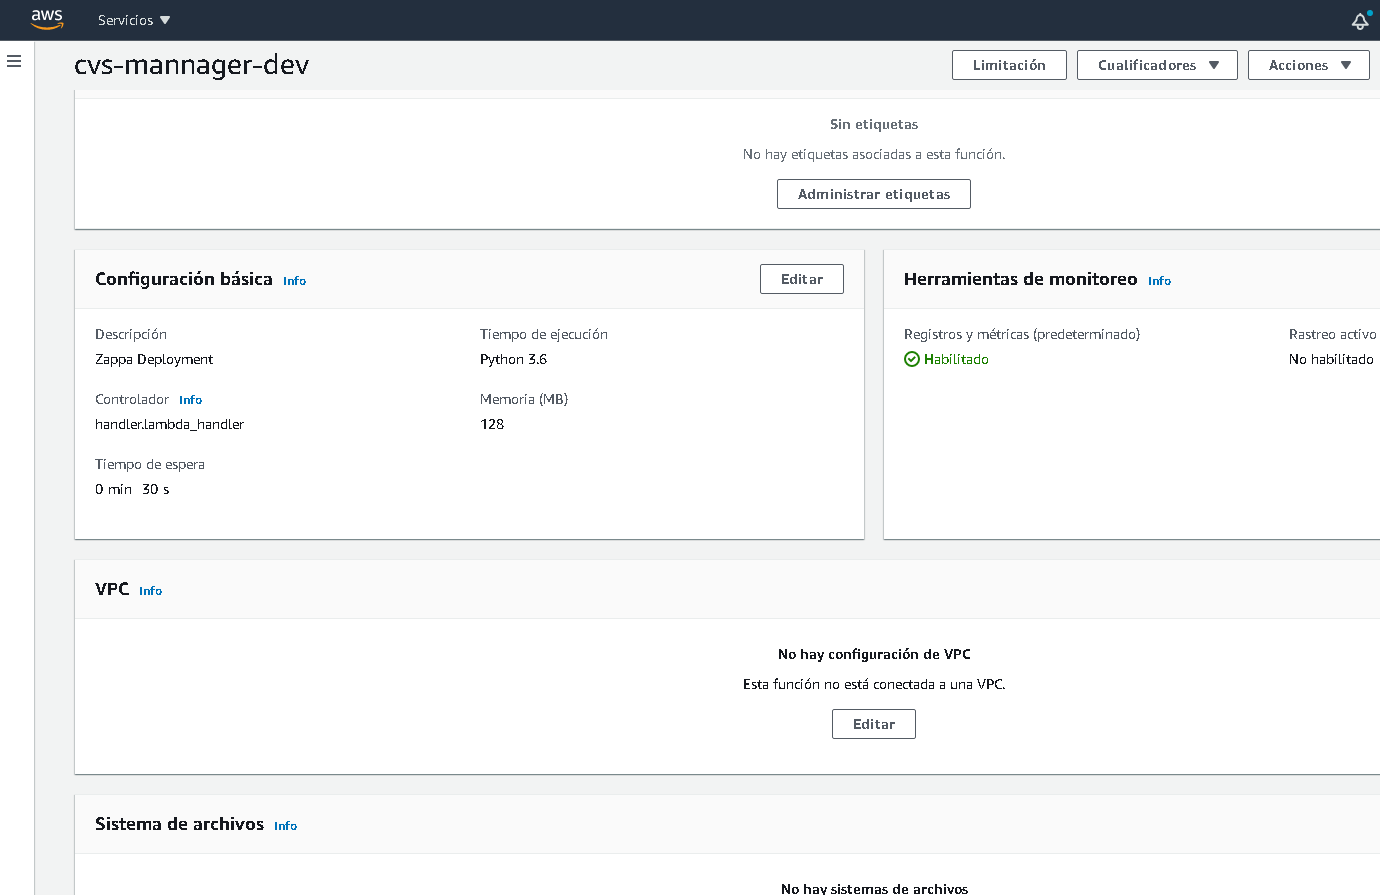 aws Servicios
cvs-mannager-dev
Limitación Cualificadores Acciones
Sin etiquetas
No hay etiquetas asociadas a esta función.
Administrar etiquetas
Configuración básica Info Editar
Herramientas de monitoreo Info
Descripción
Zappa Deployment
Tiempo de ejecución
Python 3.6
Controlador Info
handler.lambda_handler
Memoria (MB)
128
Tiempo de espera
0 min 30 s
Registros y métricas (predeterminado)
Habilitado
Rastreo activo
No habilitado
VPC Info
No hay configuración de VPC
Esta función no está conectada a una VPC.
Editar
Sistema de archivos Info
No hay sistemas de archivos